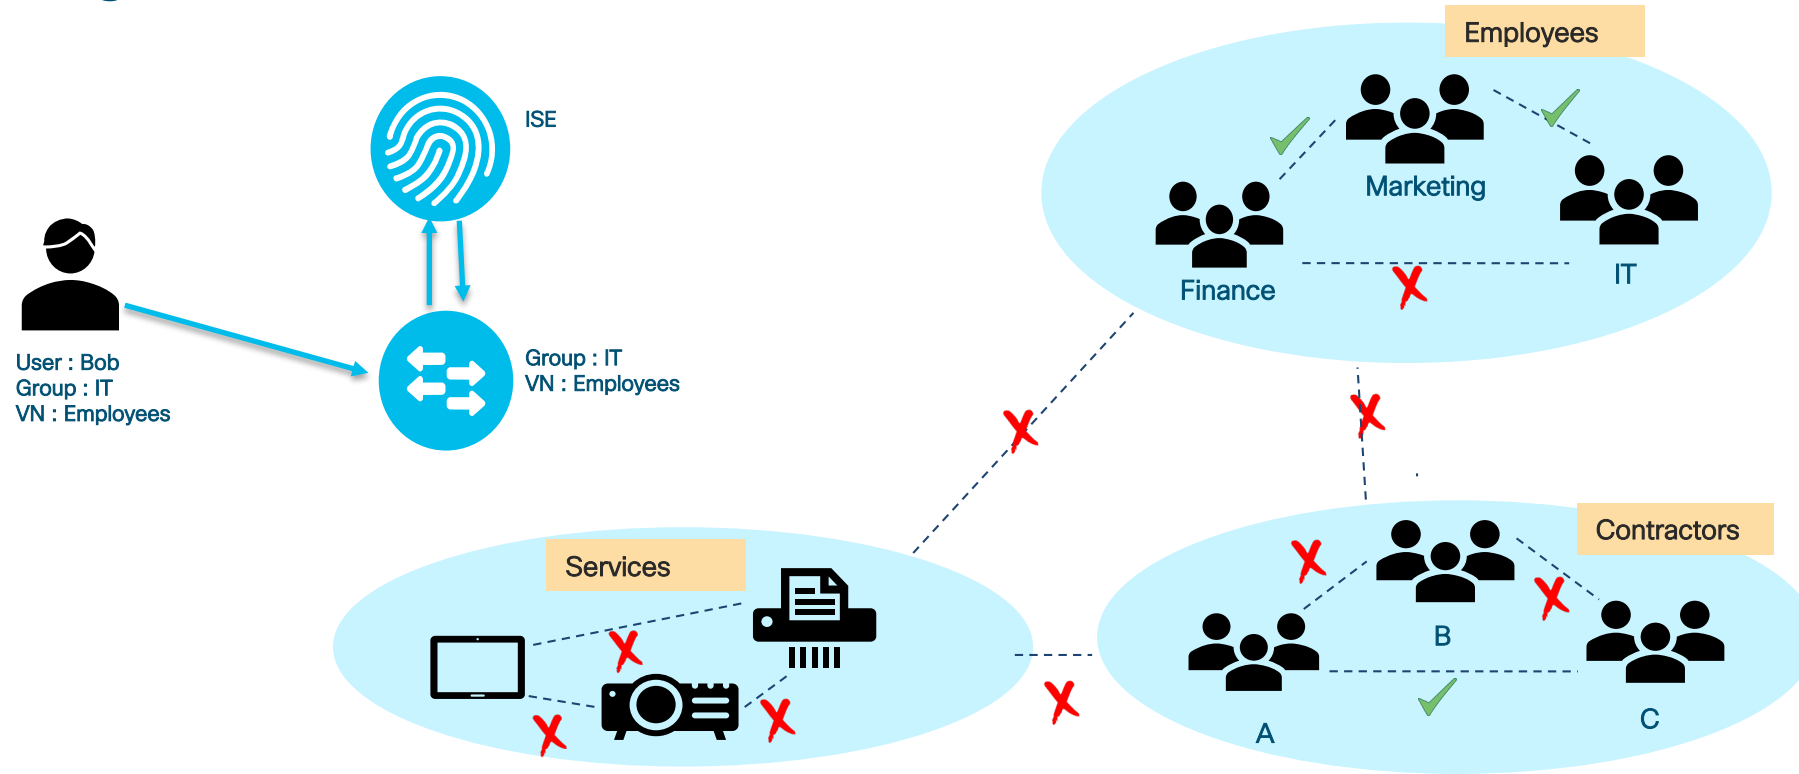 Employees
ISE
Marketing
IT
Finance
User : Bob
Group : IT
VN : Employees
Group : IT
VN : Employees
Services
Contractors
B
A
C